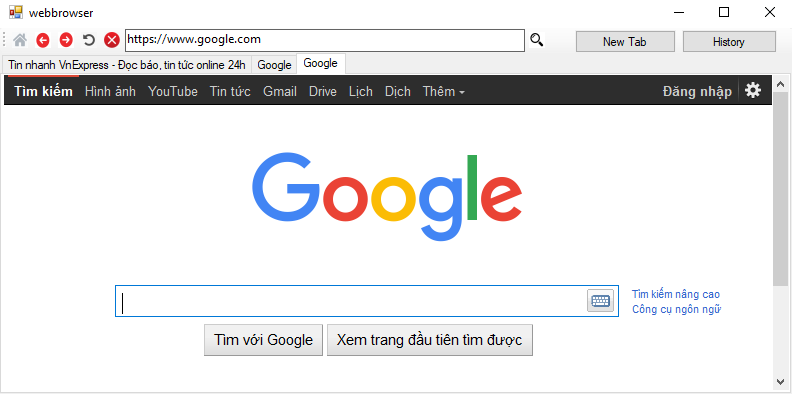 webbrowser
https://www.google.com
New Tab
History
Tin nhanh VnExpress - Đọc báo, tin tức online 24h
Google
Google
Tìm kiếm Hình ảnh YouTube Tin tức Gmail Drive Lịch Dịch Thêm
Đăng nhập
Google
Tìm kiếm nâng cao
Công cụ ngôn ngữ
Tìm với Google
Xem trang đầu tiên tìm được